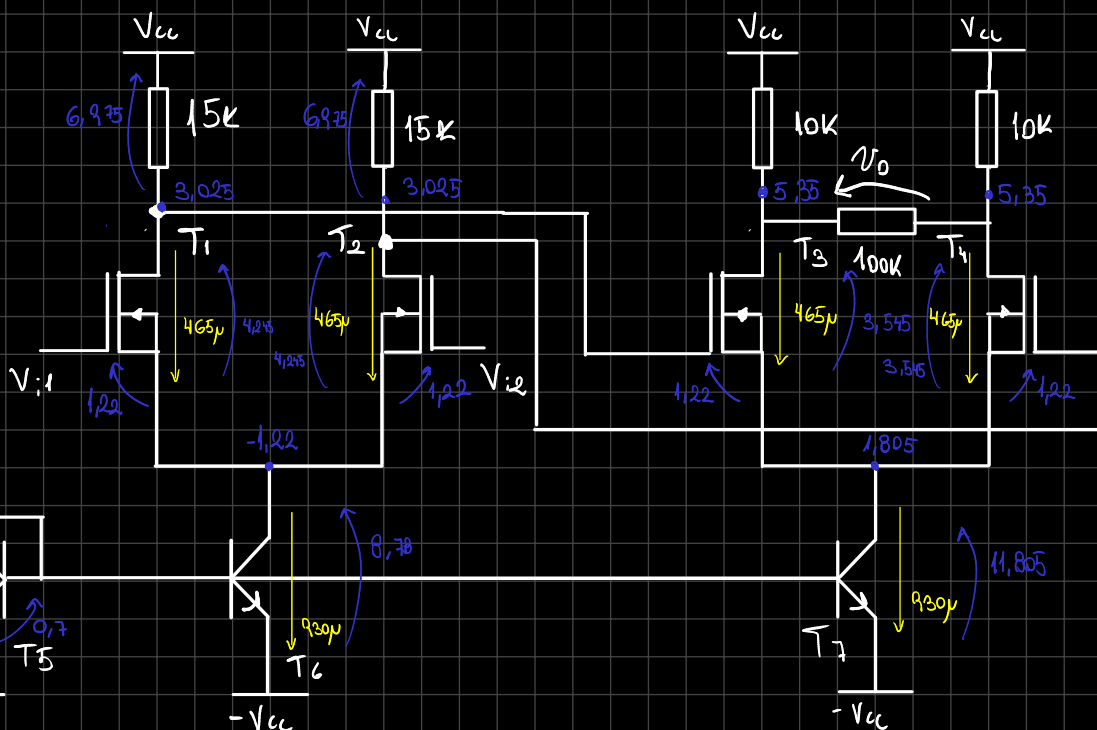 Vcc
Vcc
Vcc
Vcc
6,975
15K
6,975
15K
10K
10K
VD
3,025
3,025
5,35
5,35
T1
T2
T3
100K
T4
465µ
4,245
4,245
465µ
465µ
3,545
3,545
465µ
Vi1
1,22
1,22
Vi2
1,22
1,22
-1,22
1,805
8,78
11,805
0,7
T5
930µ
T6
930µ
T7
-Vcc
-Vcc